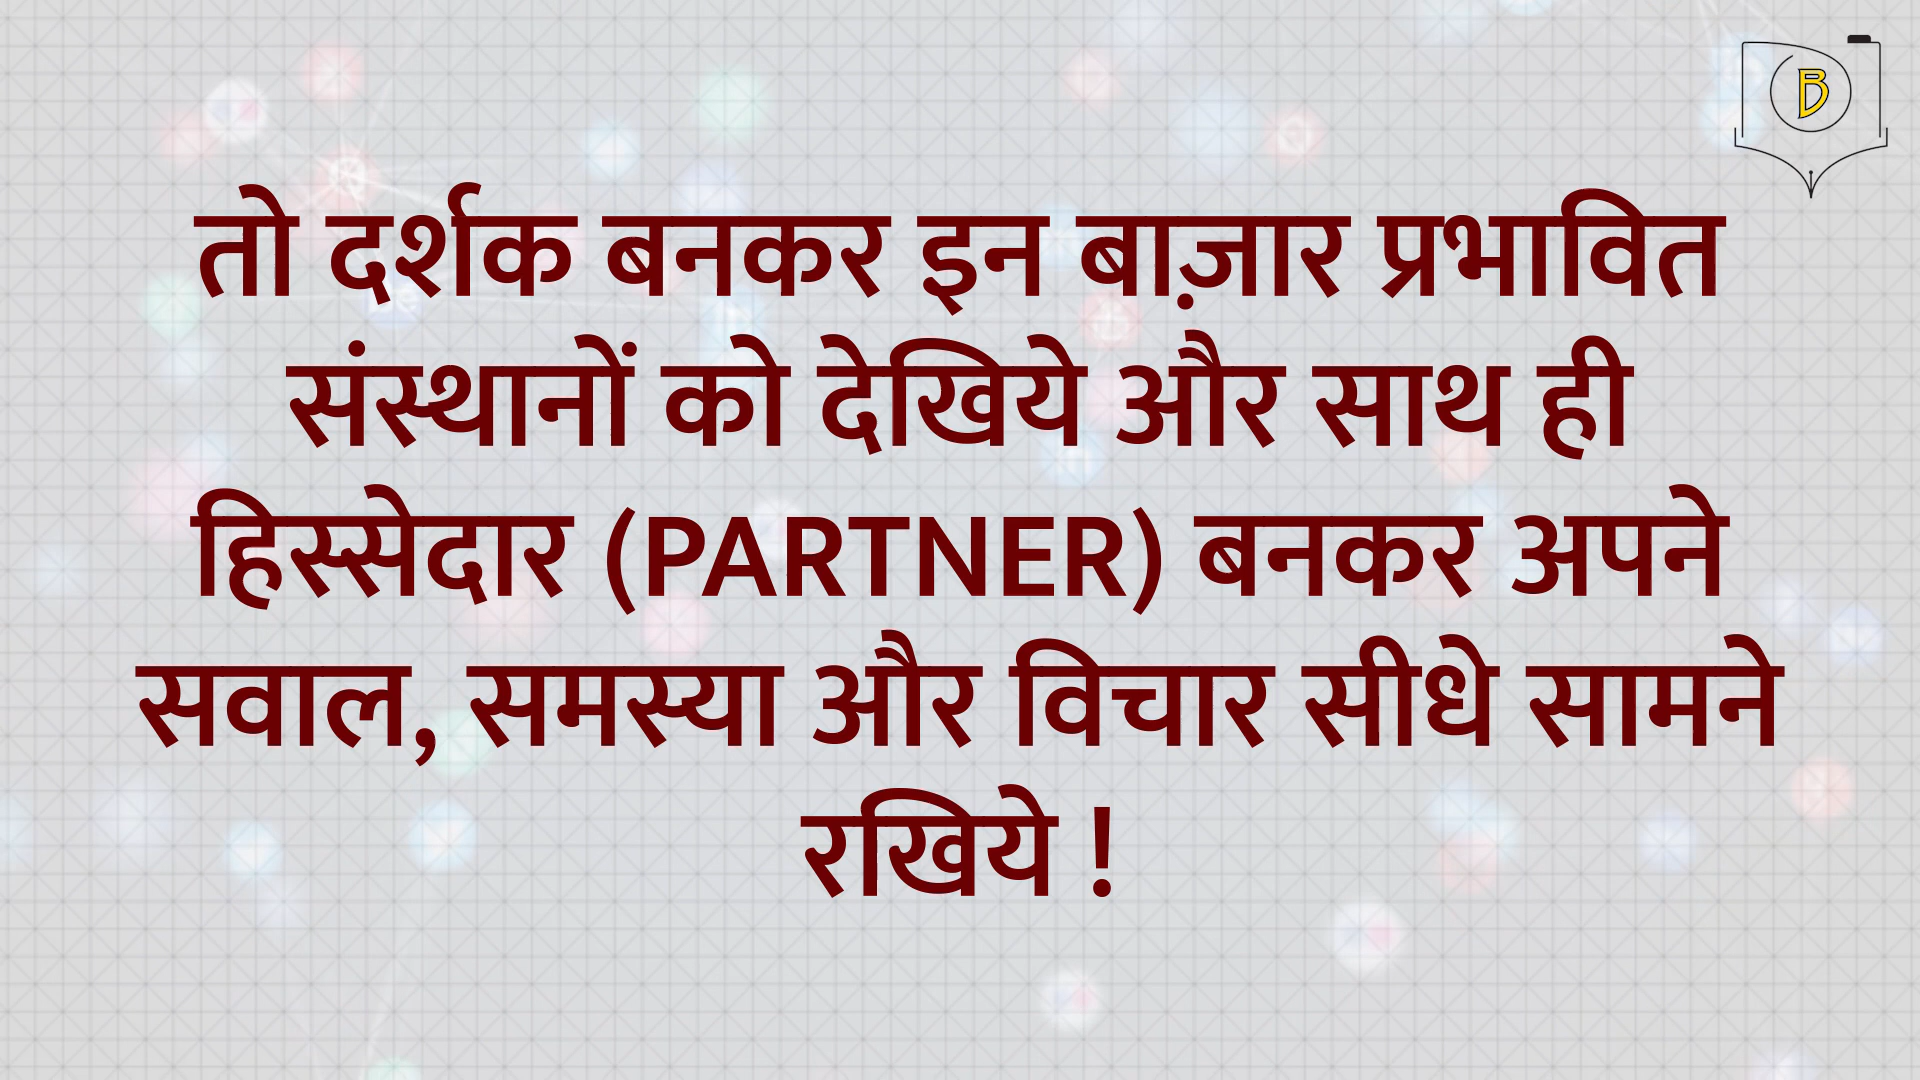 B
तो दर्शक बनकर इन बाज़ार प्रभावित
संस्थानों को देखिये और साथ ही
हिस्सेदार (PARTNER) बनकर अपने
सवाल, समस्या और विचार सीधे सामने
रखिये !